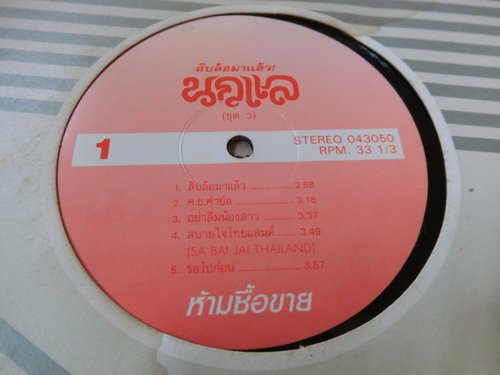 สิบล้อมาแล้ว!
นกแล
(ชุด 3)
1
STEREO 043050
RPM. 33 1/3
1. สิบล้อมาแล้ว ................ 2.58
2. ค.ย.คำย่อ ..................... 3.18
3. อย่าลืมน้องสาว ............ 3.37
4. สบายใจไทยแลนด์ ....... 3.49
(SA BAI JAI THAILAND)
5. รอไปก่อน ....................... 3.57
ห้ามซื้อขาย